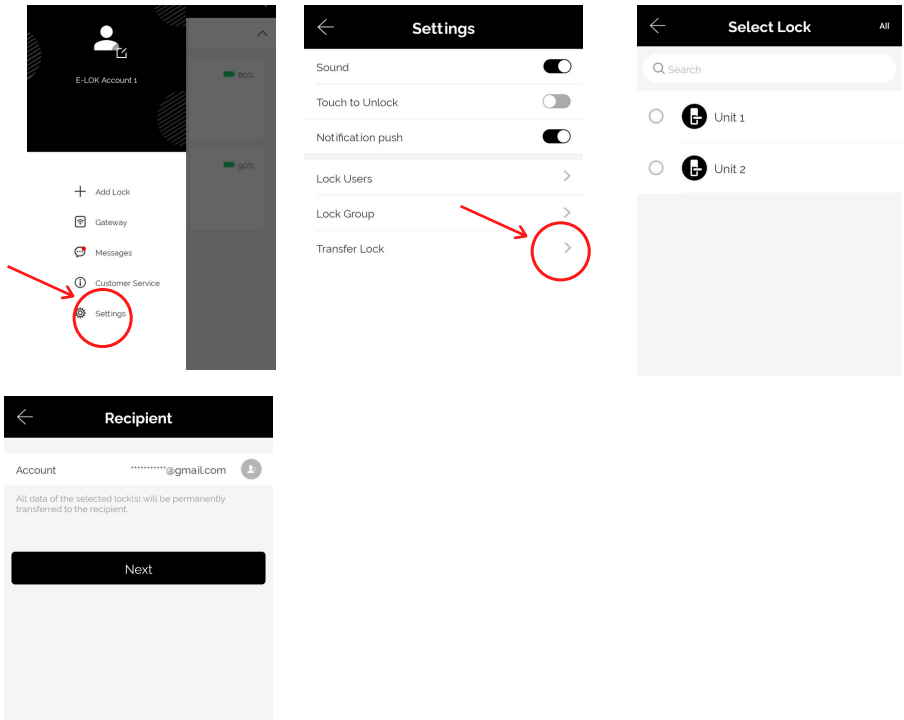 E-LOK Account 1
80%
90%
Add Lock
Gateway
Messages
Customer Service
Settings
Settings
Sound
Touch to Unlock
Notification push
Lock Users
Lock Group
Transfer Lock
Select Lock
All
Search
Unit 1
Unit 2
Recipient
Account ***********@gmail.com
All data of the selected lock(s) will be permanently
transferred to the recipient.
Next